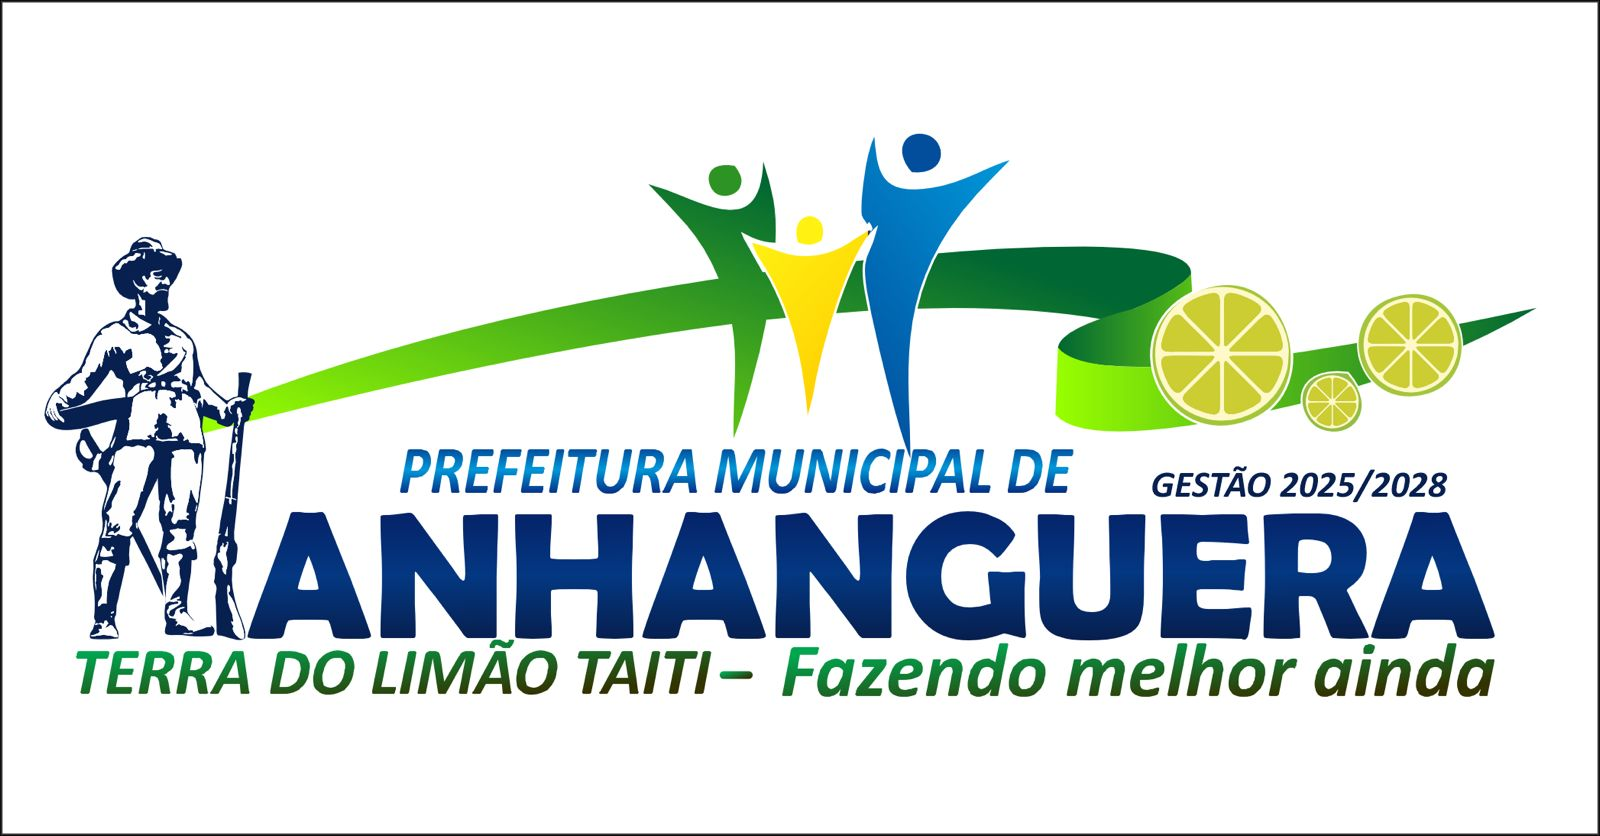 PREFEITURA MUNICIPAL DE
GESTÃO 2025/2028
ANHANGUERA
TERRA DO LIMÃO TAITI – Fazendo melhor ainda